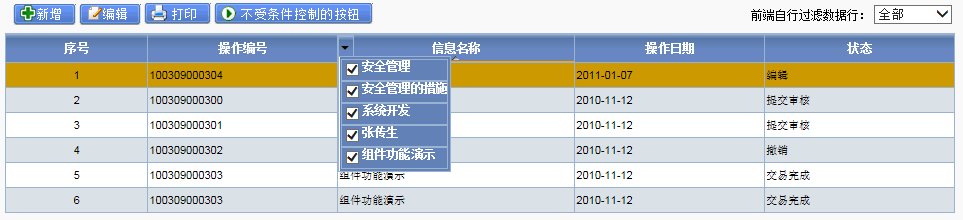 新增 编辑 打印 不受条件控制的按钮 前端自行过滤数据行： 全部
序号 操作编号 信息名称 操作日期 状态
1 100309000304 2011-01-07 编辑
2 100309000300 2010-11-12 提交审核
3 100309000301 2010-11-12 提交审核
4 100309000302 2010-11-12 撤销
5 100309000303 组件功能演示 2010-11-12 交易完成
6 100309000303 组件功能演示 2010-11-12 交易完成
安全管理
安全管理的措施
系统开发
张传生
组件功能演示